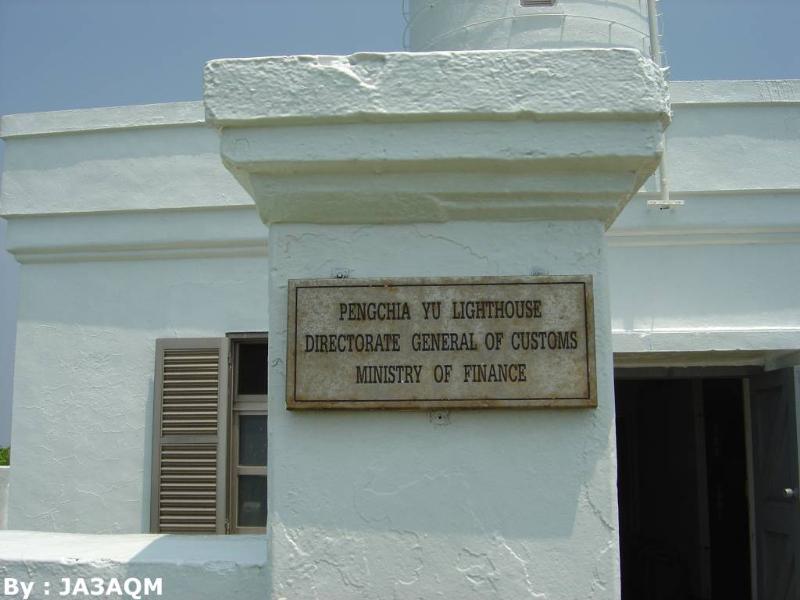 PENGCHIA YU LIGHTHOUSE
DIRECTORATE GENERAL OF CUSTOMS
MINISTRY OF FINANCE
By : JA3AQM